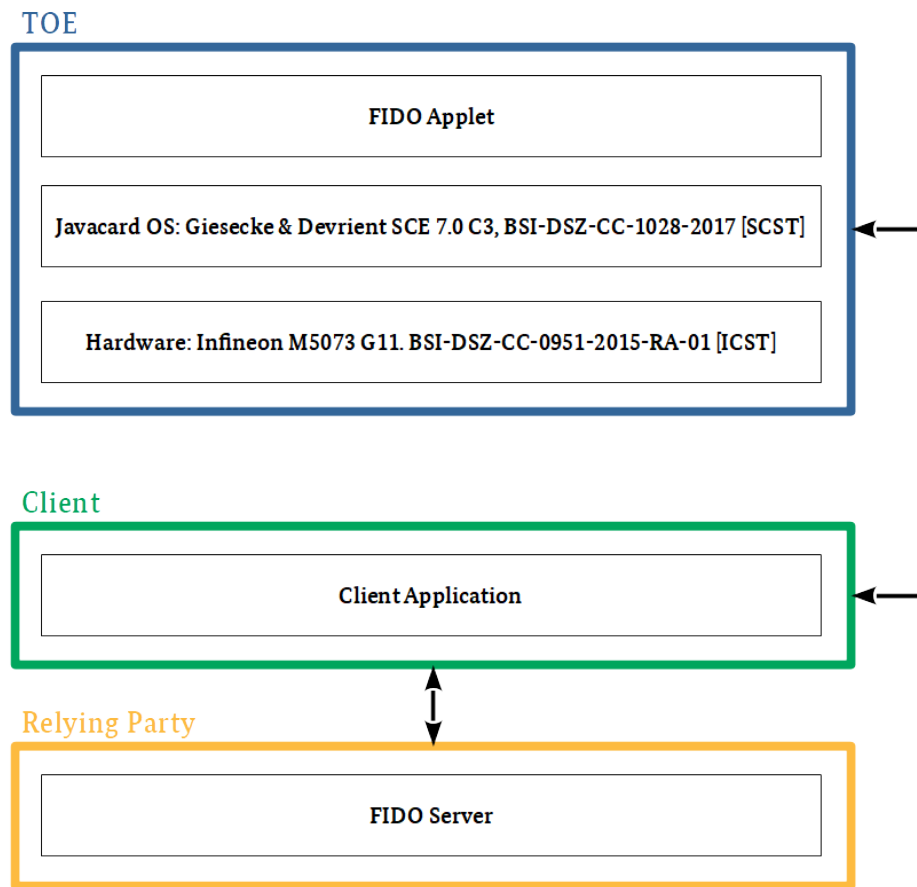 TOE
FIDO Applet
Javacard OS: Giesecke & Devrient SCE 7.0 C3, BSI-DSZ-CC-1028-2017 [SCST]
Hardware: Infineon M5073 G11. BSI-DSZ-CC-0951-2015-RA-01 [ICST]
Client
Client Application
Relying Party
FIDO Server